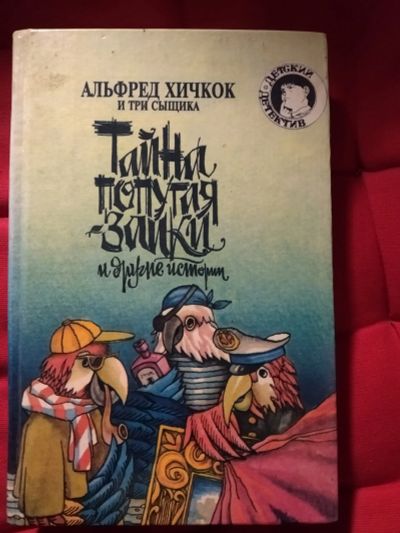 АЛЬФРЕД ХИЧКОК
И ТРИ СЫЩИКА
ДЕТСКИЙ
ДЕТЕКТИВ
ТАЙНА
ПОПУГАЯ
-ЗАИКИ
и другие истории